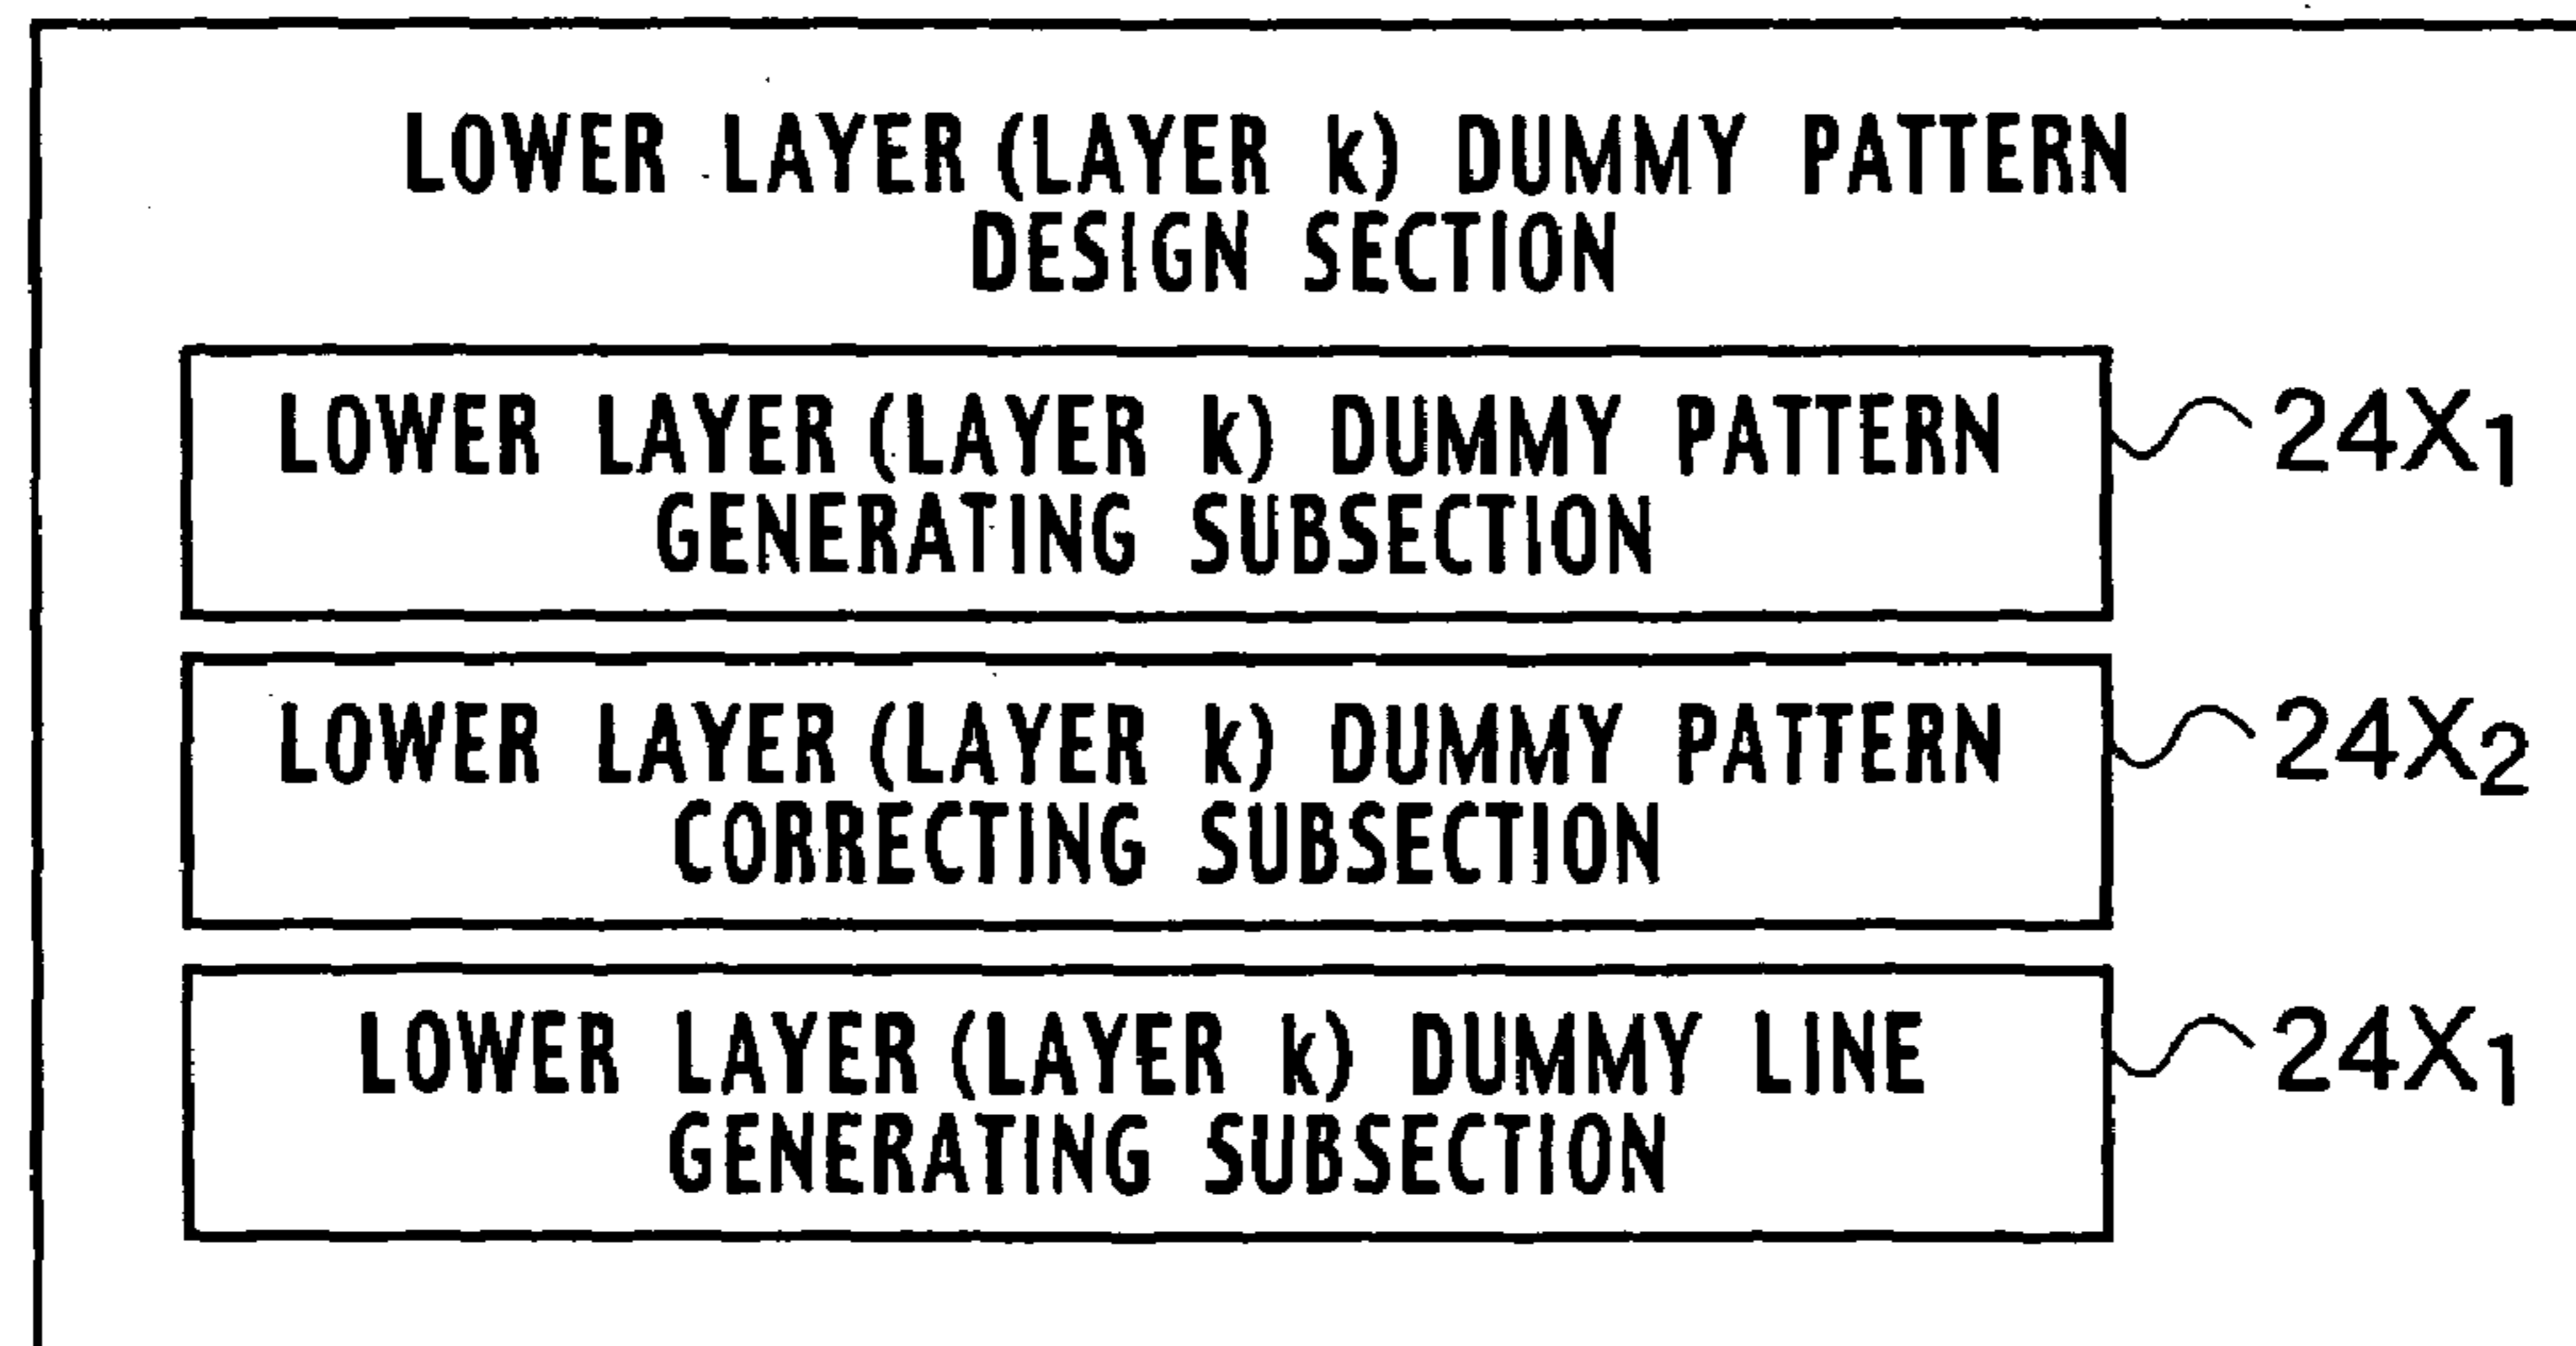 LOWER LAYER (LAYER k) DUMMY PATTERN
DESIGN SECTION
LOWER LAYER (LAYER k) DUMMY PATTERN
GENERATING SUBSECTION
24X₁
LOWER LAYER (LAYER k) DUMMY PATTERN
CORRECTING SUBSECTION
24X₂
LOWER LAYER (LAYER k) DUMMY LINE
GENERATING SUBSECTION
24X₁